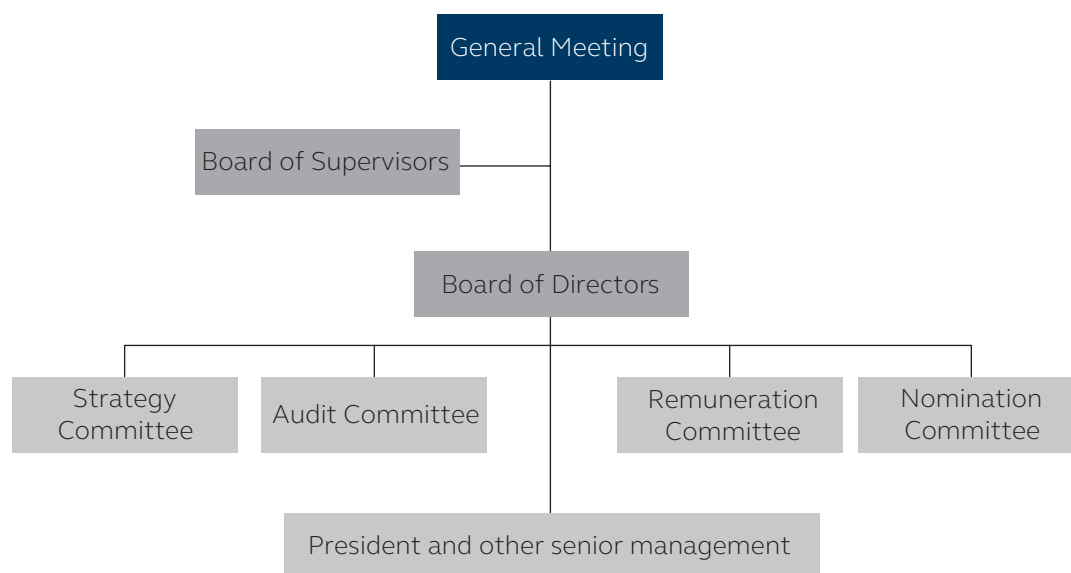 General Meeting
Board of Supervisors
Board of Directors
Strategy
Committee
Audit Committee
Remuneration
Committee
Nomination
Committee
President and other senior management